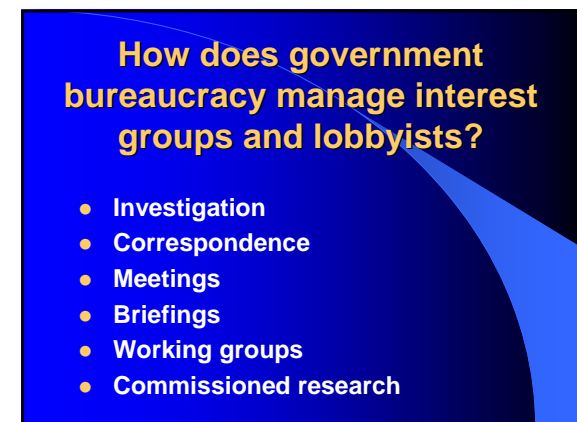 How does government
bureaucracy manage interest
groups and lobbyists?
● Investigation
● Correspondence
● Meetings
● Briefings
● Working groups
● Commissioned research